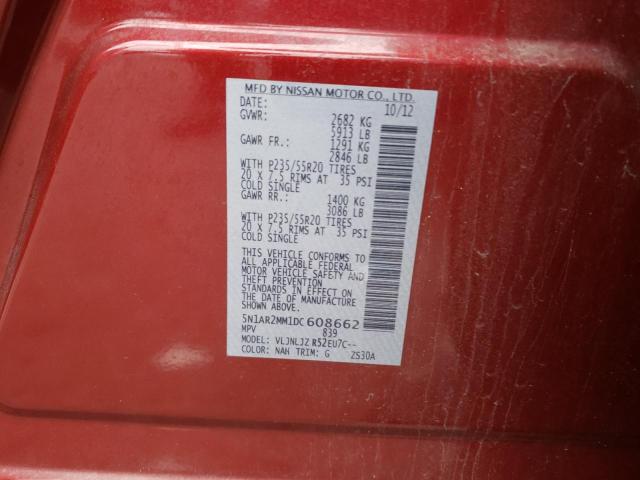 MFD BY NISSAN MOTOR CO., LTD.
DATE: 10/12
GVWR: 2682 KG
5913 LB
GAWR FR.: 1291 KG
2846 LB
WITH P235/55R20 TIRES
20 X 7.5 RIMS AT 35 PSI
COLD SINGLE
GAWR RR.: 1400 KG
3086 LB
WITH P235/55R20 TIRES
20 X 7.5 RIMS AT 35 PSI
COLD SINGLE
THIS VEHICLE CONFORMS TO
ALL APPLICABLE FEDERAL
MOTOR VEHICLE SAFETY AND
THEFT PREVENTION
STANDARDS IN EFFECT ON
THE DATE OF MANUFACTURE
SHOWN ABOVE.
5N1AR2MM1DC608662
MPV 839
MODEL: VLJNLJZ R52EU7C--
COLOR: NAH TRIM: G ZS30A